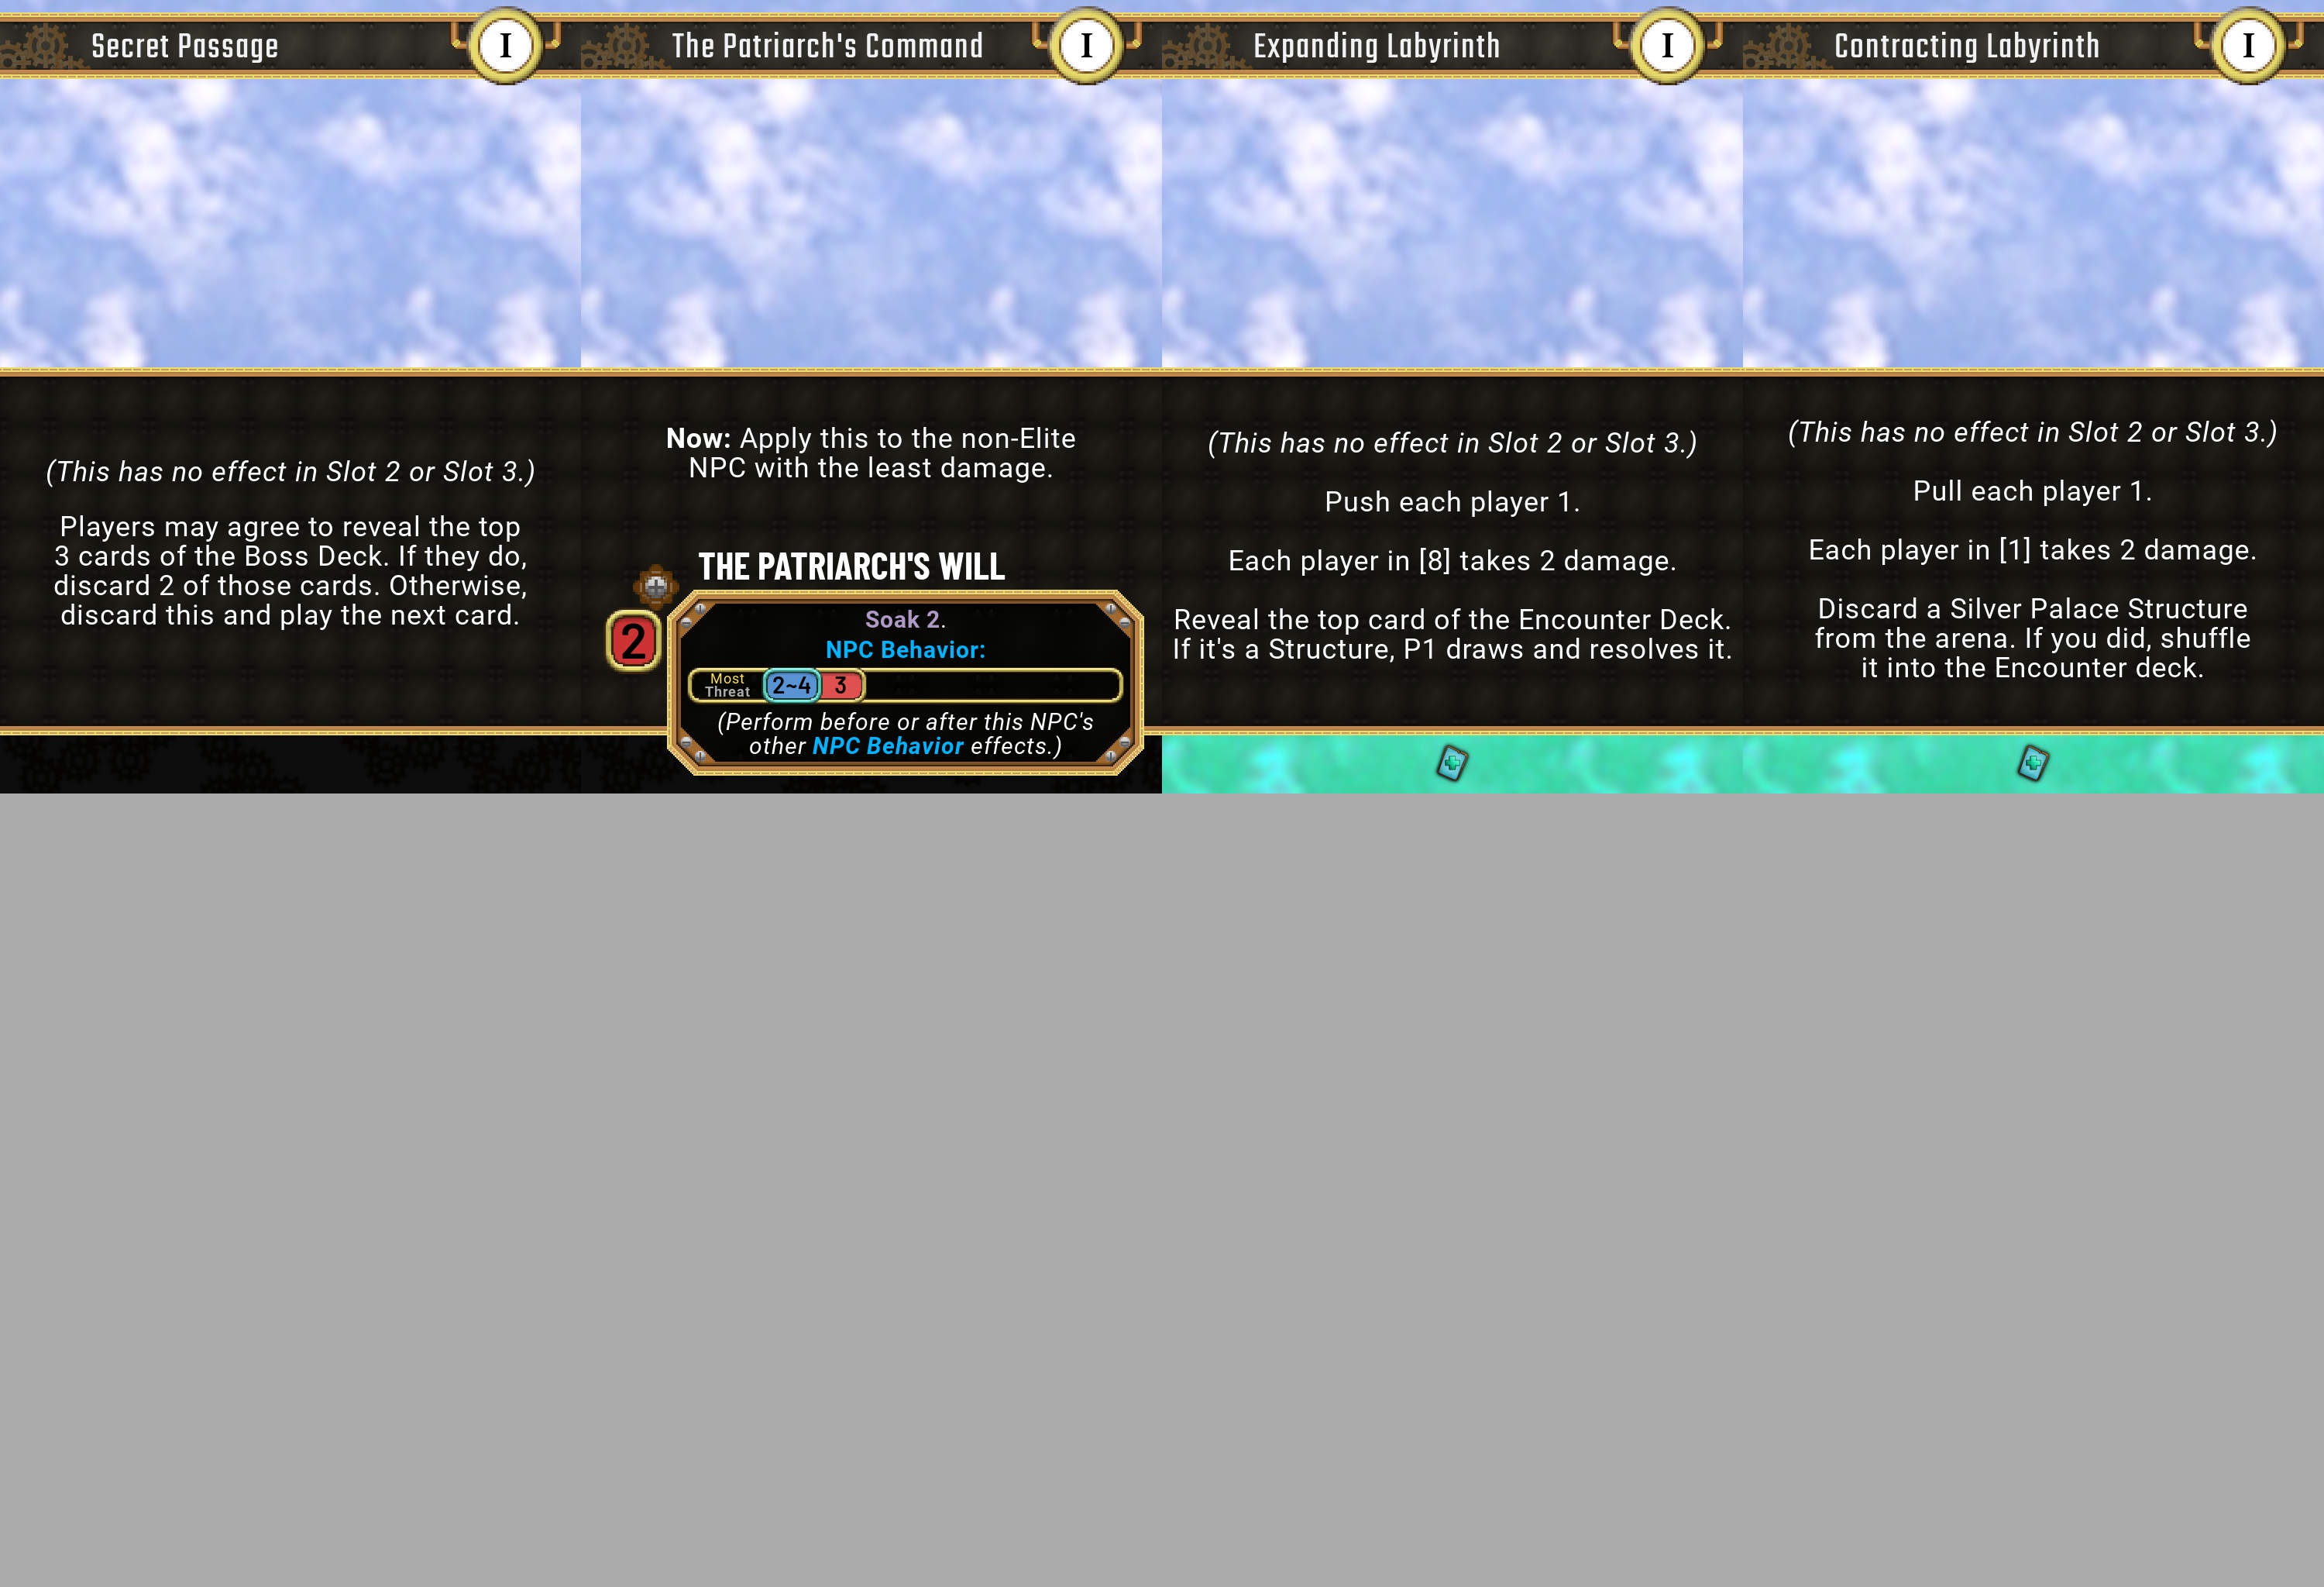 Secret Passage
I
(This has no effect in Slot 2 or Slot 3.)
Players may agree to reveal the top
3 cards of the Boss Deck. If they do,
discard 2 of those cards. Otherwise,
discard this and play the next card.
The Patriarch's Command
I
Now: Apply this to the non-Elite
NPC with the least damage.
THE PATRIARCH'S WILL
2
Soak 2.
NPC Behavior:
Most
Threat
2~4 3
(Perform before or after this NPC's
other NPC Behavior effects.)
Expanding Labyrinth
I
(This has no effect in Slot 2 or Slot 3.)
Push each player 1.
Each player in [8] takes 2 damage.
Reveal the top card of the Encounter Deck.
If it's a Structure, P1 draws and resolves it.
Contracting Labyrinth
I
(This has no effect in Slot 2 or Slot 3.)
Pull each player 1.
Each player in [1] takes 2 damage.
Discard a Silver Palace Structure
from the arena. If you did, shuffle
it into the Encounter deck.